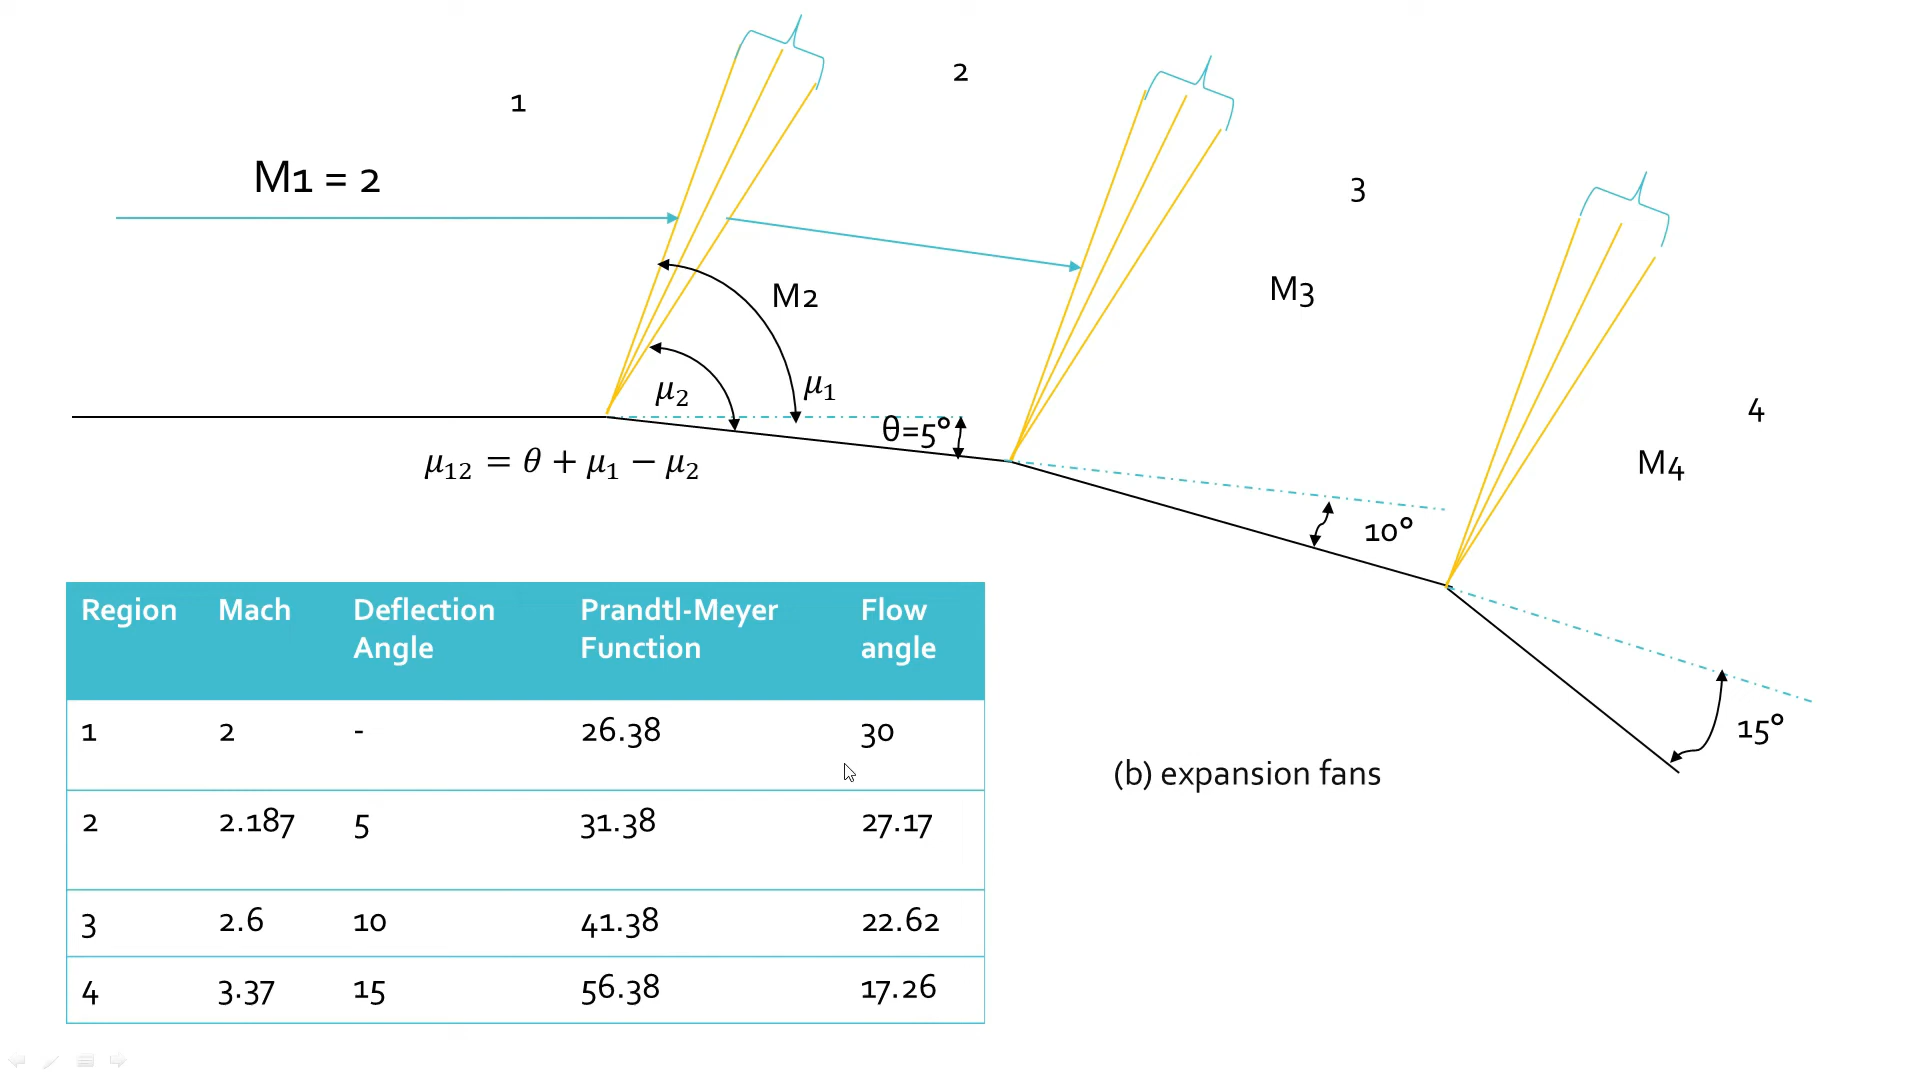 1
2
M1 = 2
3
M2
M3
μ2
μ1
θ=5°
4
μ12 = θ + μ1 − μ2
M4
10°
15°
(b) expansion fans
Region Mach Deflection Angle Prandtl-Meyer Function Flow angle
1 2 - 26.38 30
2 2.187 5 31.38 27.17
3 2.6 10 41.38 22.62
4 3.37 15 56.38 17.26